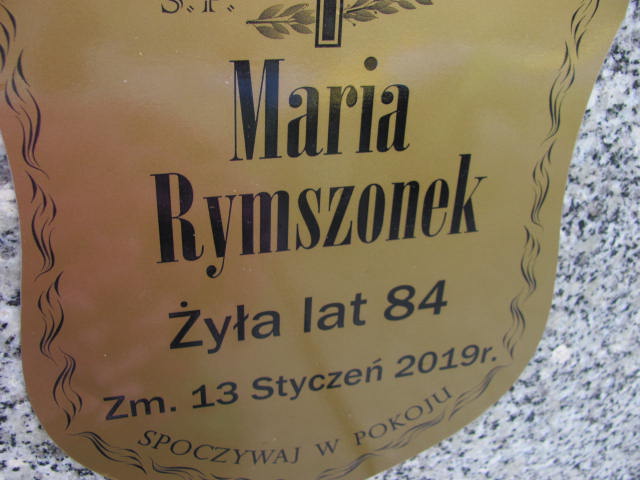 Ś.P.
Maria
Rymszonek
Żyła lat 84
Zm. 13 Styczeń 2019r.
SPOCZYWAJ W POKOJU